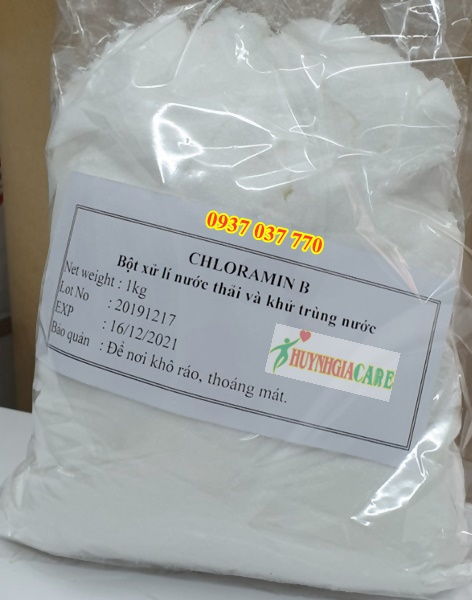 0937 037 770
CHLORAMIN B
Bột xử lí nước thải và khử trùng nước
Net weight : 1kg
Lot No : 20191217
EXP : 16/12/2021
Bảo quản : Để nơi khô ráo, thoáng mát.
HUYNHGIACARE